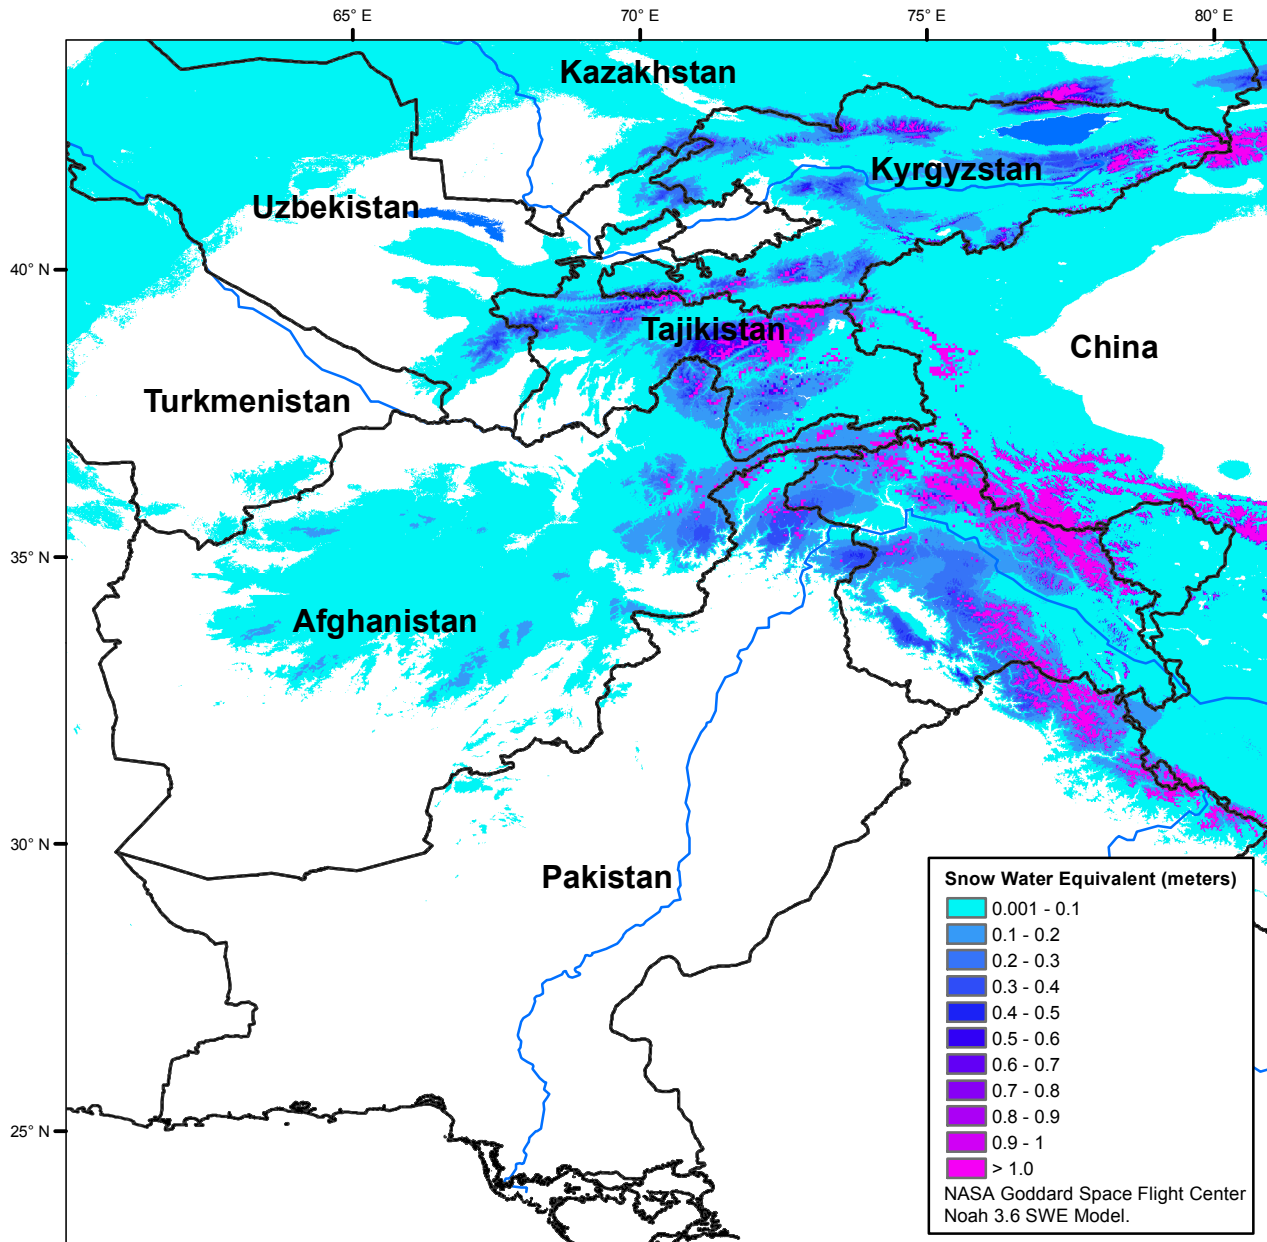 65° E
70° E
75° E
80° E
Kazakhstan
Kyrgyzstan
Uzbekistan
40° N
Tajikistan
China
Turkmenistan
35° N
Afghanistan
30° N
Pakistan
25° N
Snow Water Equivalent (meters)
0.001 - 0.1
0.1 - 0.2
0.2 - 0.3
0.3 - 0.4
0.4 - 0.5
0.5 - 0.6
0.6 - 0.7
0.7 - 0.8
0.8 - 0.9
0.9 - 1
> 1.0
NASA Goddard Space Flight Center
Noah 3.6 SWE Model.